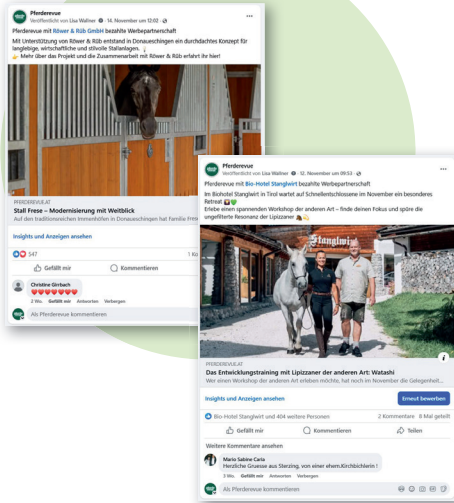 Pferderevue
Veröffentlicht von Lisa Wallner · 14. November um 12:02 ·
Pferderevue mit Röwer & Rüb GmbH bezahlte Werbepartnerschaft
Mit Unterstützung von Röwer & Rüb entstand in Donaueschingen ein durchdachtes Konzept für
langlebige, wirtschaftliche und stilvolle Stallanlagen.
👉 Mehr über das Projekt und die Zusammenarbeit mit Röwer & Rüb erfahrt ihr hier!
PFERDEREVUE.AT
Stall Frese – Modernisierung mit Weitblick
Auf den traditionsreichen Immenhöfen in Donaueschingen hat Familie Frese
Insights und Anzeigen ansehen
547
1 Ko
Gefällt mir
Kommentieren
Christine Girrbach
❤❤❤❤❤❤❤
2 Wo. Gefällt mir Antworten Verbergen
Als Pferderevue kommentieren
Pferderevue
Veröffentlicht von Lisa Wallner · 12. November um 09:53 ·
Pferderevue mit Bio-Hotel Stanglwirt bezahlte Werbepartnerschaft
Im Biohotel Stanglwirt in Tirol wartet auf Schnellentschlossene im November ein besonderes
Retreat
Erlebe einen spannenden Workshop der anderen Art – finde deinen Fokus und spüre die
ungefilterte Resonanz der Lipizzaner
Stanglwirt
PFERDEREVUE.AT
Das Entwicklungstraining mit Lipizzaner der anderen Art: Watashi
Wer einen Workshop der anderen Art erleben möchte, hat noch im November die Gelegenheit...
Insights und Anzeigen ansehen
Erneut bewerben
Bio-Hotel Stanglwirt und 404 weitere Personen
2 Kommentare 8 Mal geteilt
Gefällt mir
Kommentieren
Teilen
Weitere Kommentare ansehen
Mario Sabine Caria
Herzliche Gruesse aus Sterzing, von einer ehem.Kirchbichlerin !
2 Wo. Gefällt mir Antworten Verbergen
Als Pferderevue kommentieren